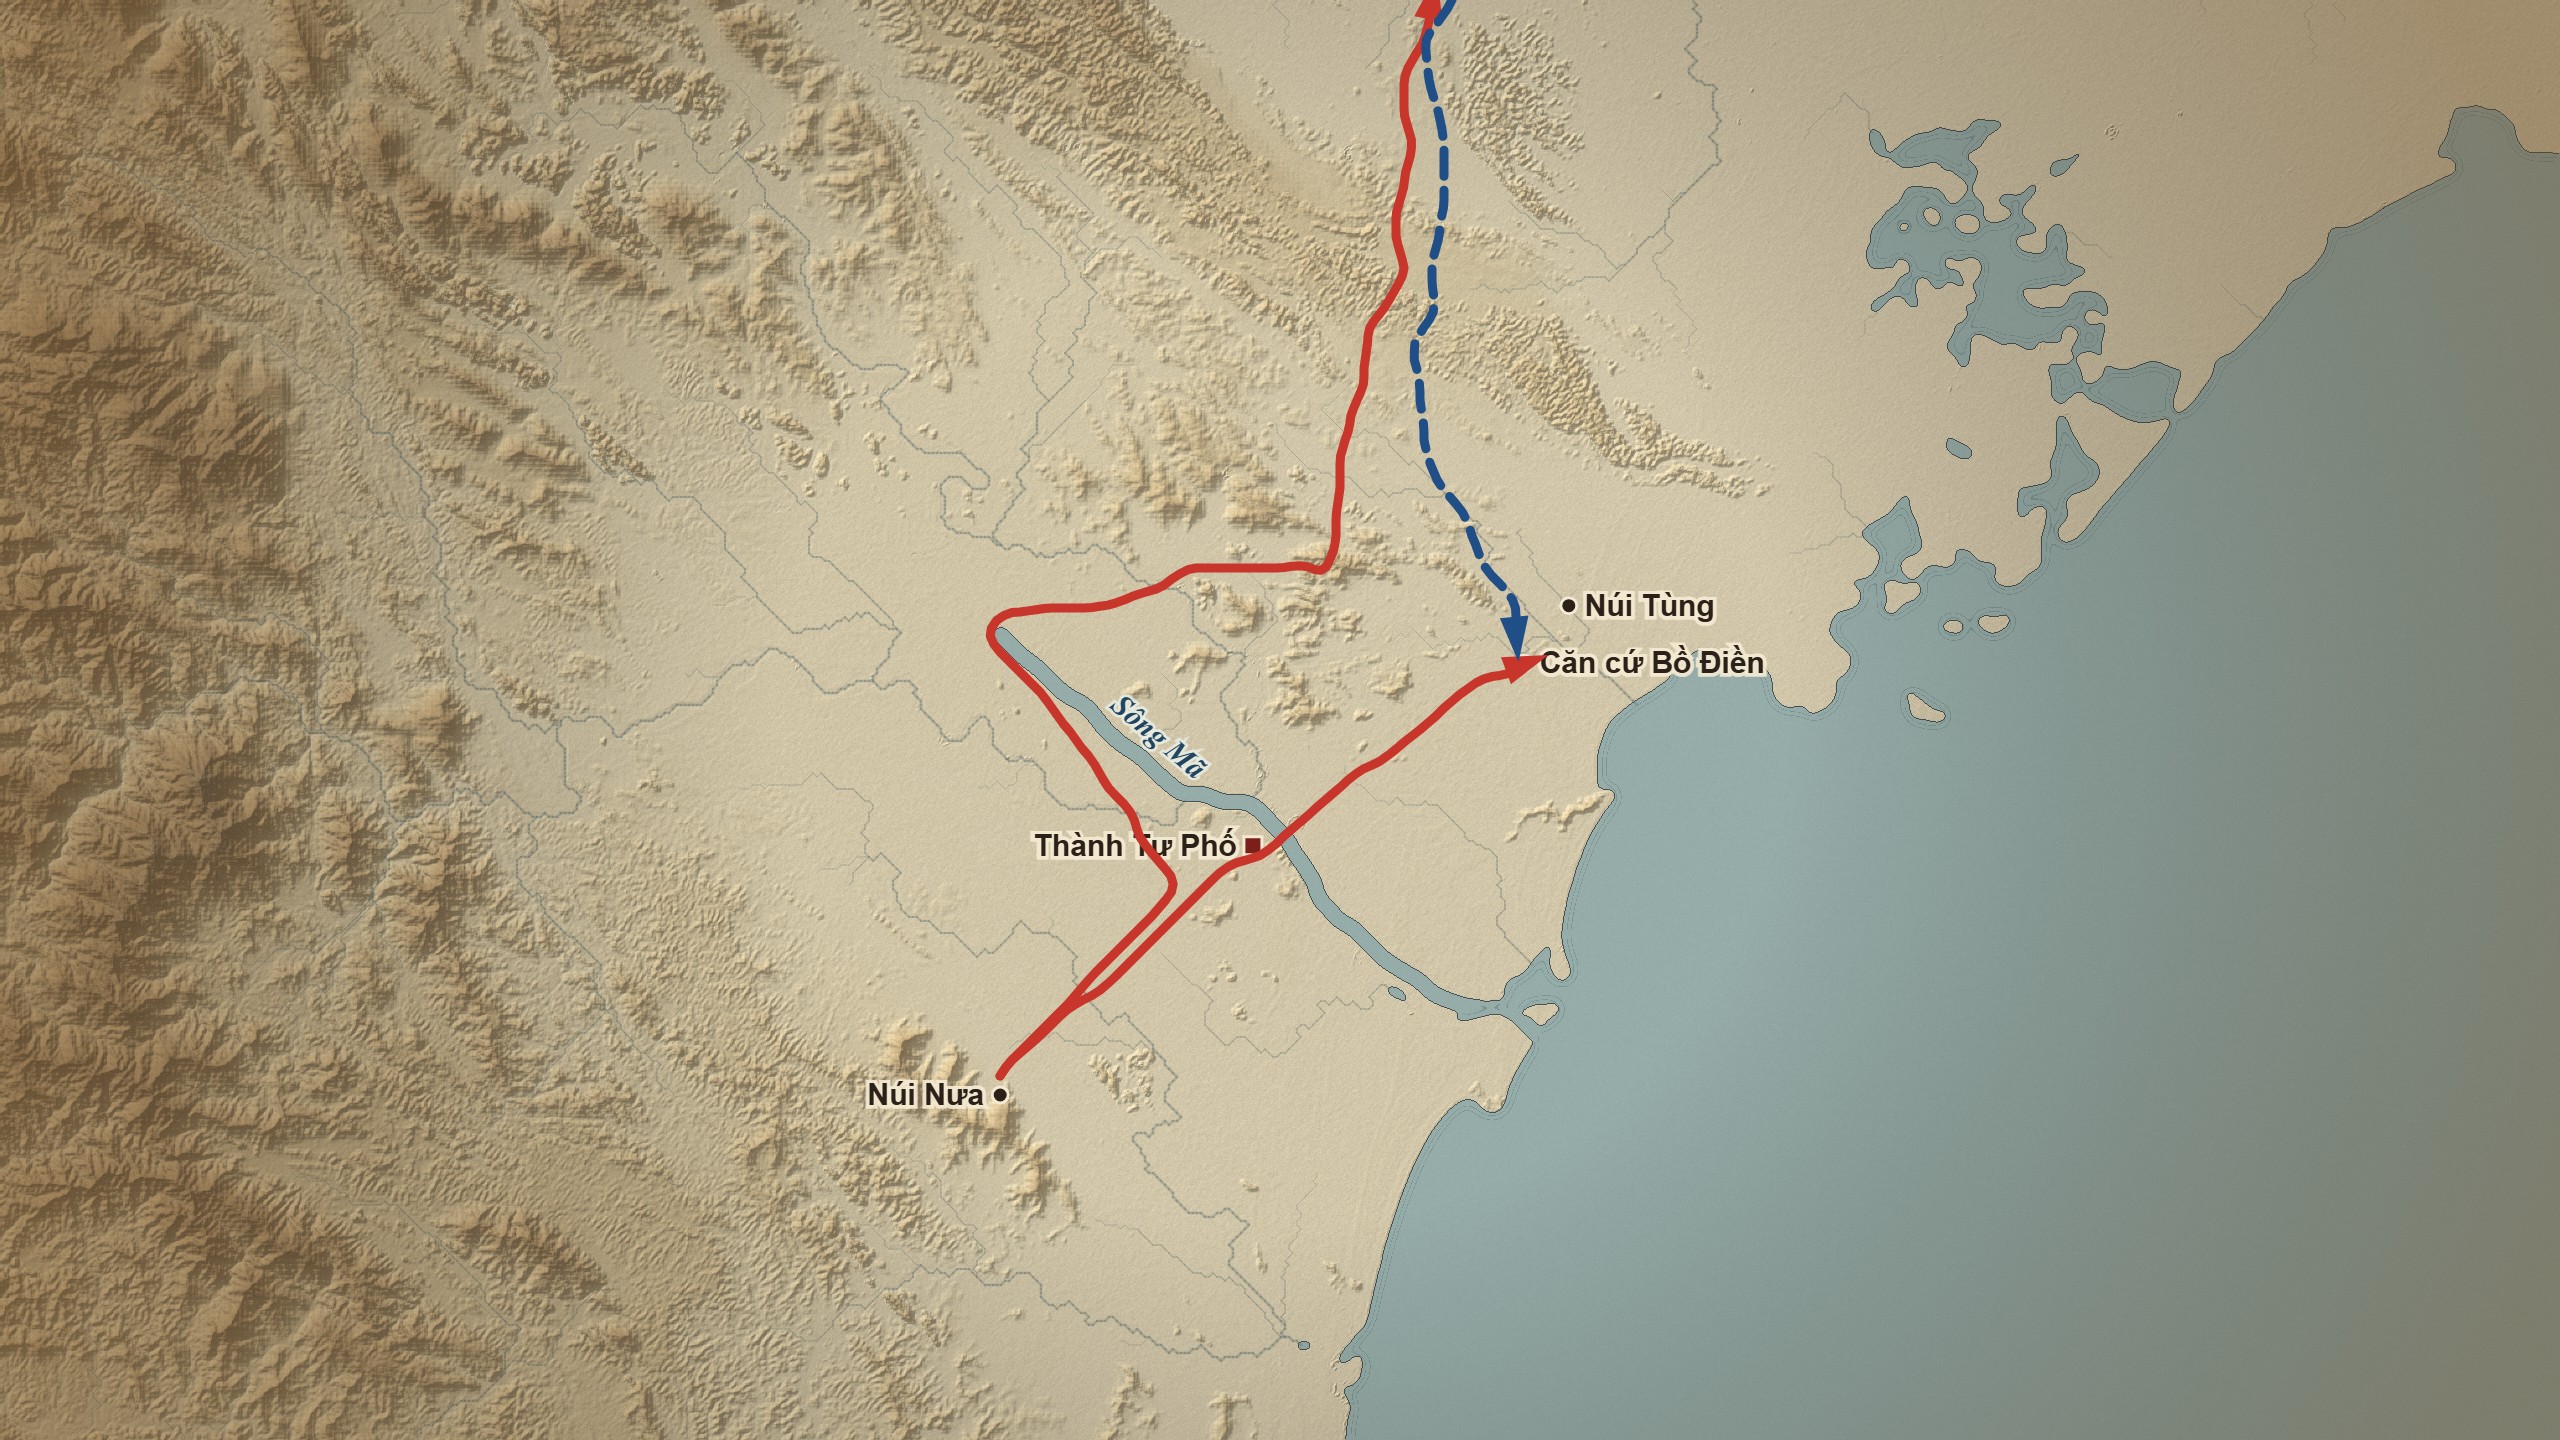 Núi Tùng
Căn cứ Bồ Điền
Sông Mã
Thành Tư Phố
Núi Nưa